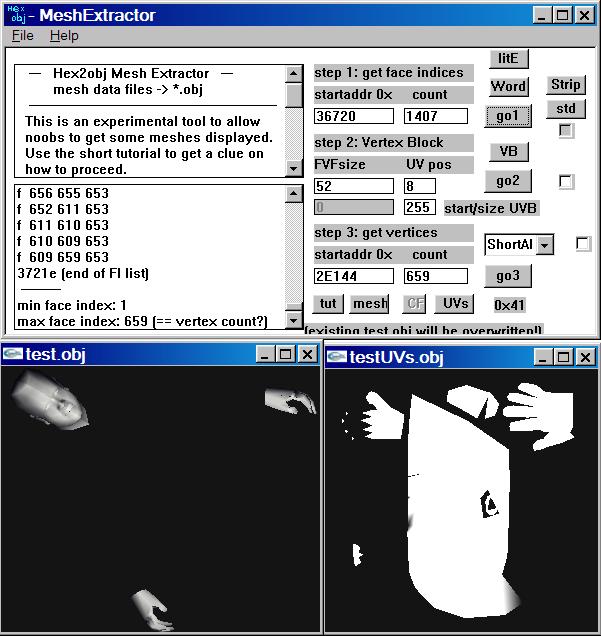 Hex obj - MeshExtractor
File Help
— Hex2obj Mesh Extractor —
mesh data files -> *.obj
This is an experimental tool to allow
noobs to get some meshes displayed.
Use the short tutorial to get a clue on
how to proceed.
f 656 655 653
f 652 611 653
f 611 610 653
f 610 609 653
f 609 659 653
3721e (end of FI list)
min face index: 1
max face index: 659 (== vertex count?)
step 1: get face indices
startaddr 0x count
36720 1407
step 2: Vertex Block
FVFsize UV pos
52 8
0 255 start/size UVB
step 3: get vertices
startaddr 0x count
2E144 659
tut mesh CF UVs
(existing test.obj will be overwritten!)
litE
Word
go1
Strip
std
VB
go2
ShortAl
go3
0x41
test.obj
testUVs.obj